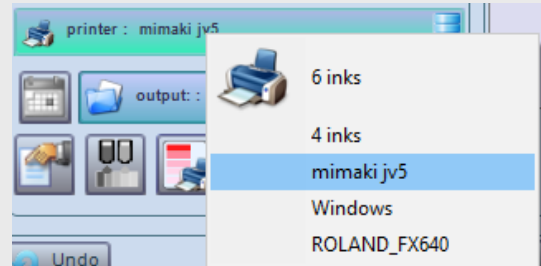 printer : mimaki jv5
6 inks
output: :
4 inks
mimaki jv5
Windows
ROLAND_FX640
Undo